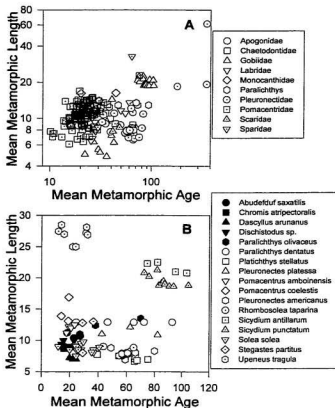 A
Mean Metamorphic Length
60
40
20
10
8
6
4
10
100
Mean Metamorphic Age
Apogonidae
Chaetodontidae
Gobiidae
Labridae
Monocanthidae
Paralichthys
Pleuronectidae
Pomacentridae
Scaridae
Sparidae
B
Mean Metamorphic Length
30
25
20
15
10
5
0
20
40
60
80
100
120
Mean Metamorphic Age
Abudefduf saxatilis
Chromis atripectoralis
Dascyllus aruanus
Dischistodus sp.
Paralichthys olivaceus
Paralichthys dentatus
Platichthys stellatus
Pleuronectes platessa
Pomacentrus amboinensis
Pomacentrus coelestis
Pleuronectes americanus
Rhombosolea taparina
Sicydium antillarum
Sicydium punctatum
Solea solea
Stegastes partitus
Upeneus tragula